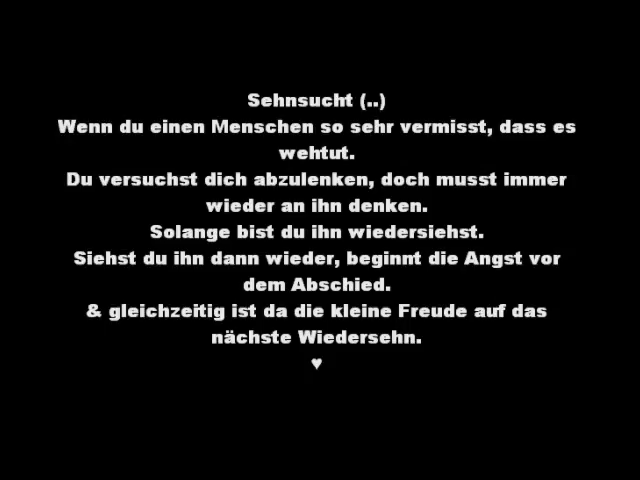 Sehnsucht (..)
Wenn du einen Menschen so sehr vermisst, dass es
wehtut.
Du versuchst dich abzulenken, doch musst immer
wieder an ihn denken.
Solange bist du ihn wiedersiehst.
Siehst du ihn dann wieder, beginnt die Angst vor
dem Abschied.
& gleichzeitig ist da die kleine Freude auf das
nächste Wiedersehn.
♥